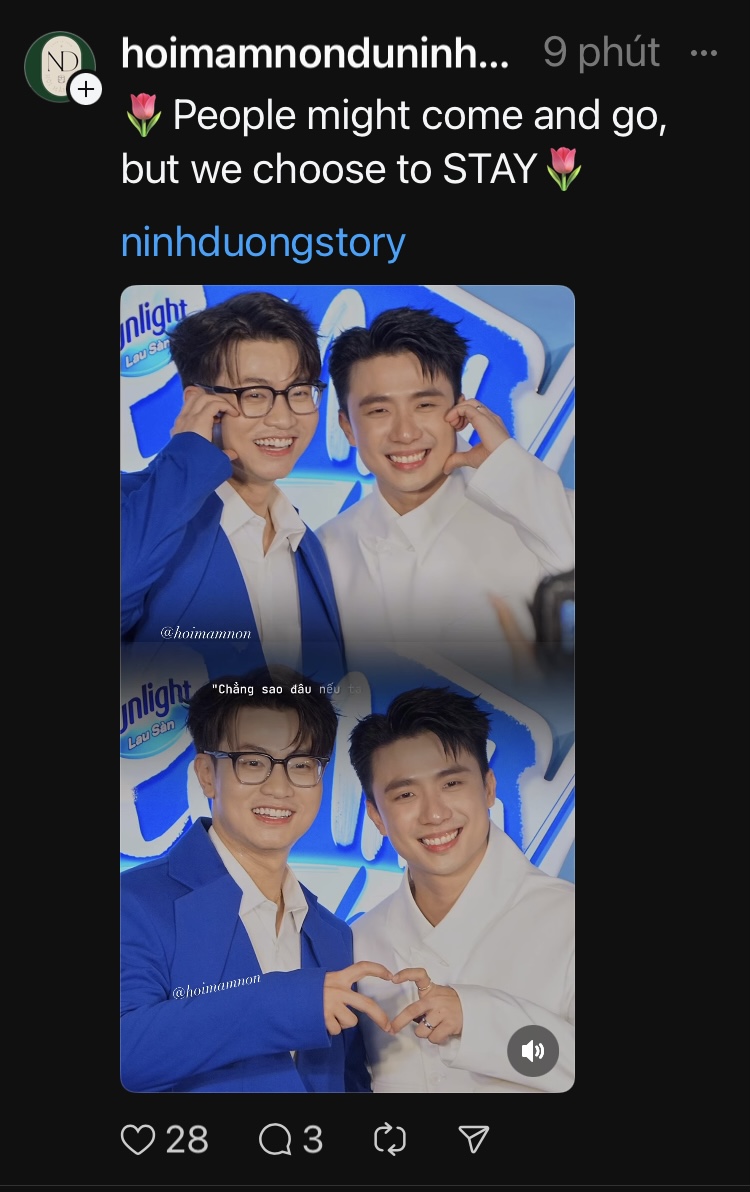 ND
hoimamnonduninh... 9 phút
🌷 People might come and go,
but we choose to STAY🌷
ninhduongstory
unlight
Lau Sàn
@hoimamnon
"Chẳng sao đâu nếu ta
unlight
Lau Sàn
@hoimamnon
28 3